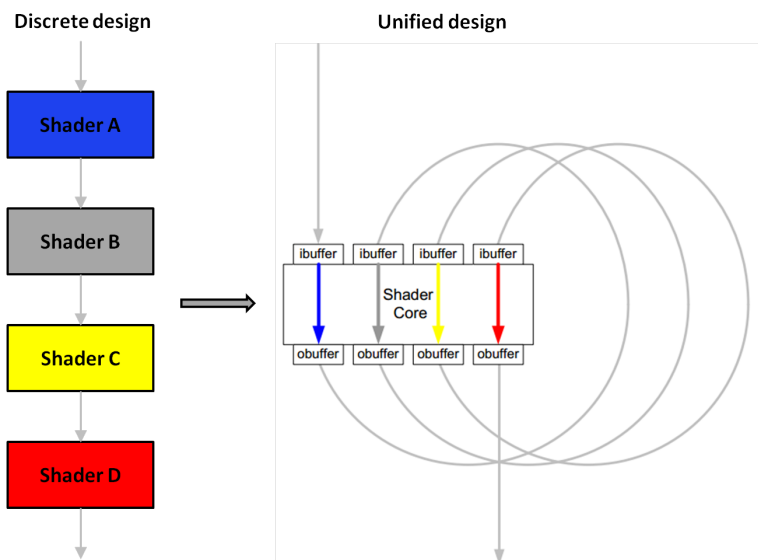 Discrete design
Unified design
Shader A
Shader B
Shader C
Shader D
ibuffer
ibuffer
ibuffer
ibuffer
Shader
Core
obuffer
obuffer
obuffer
obuffer